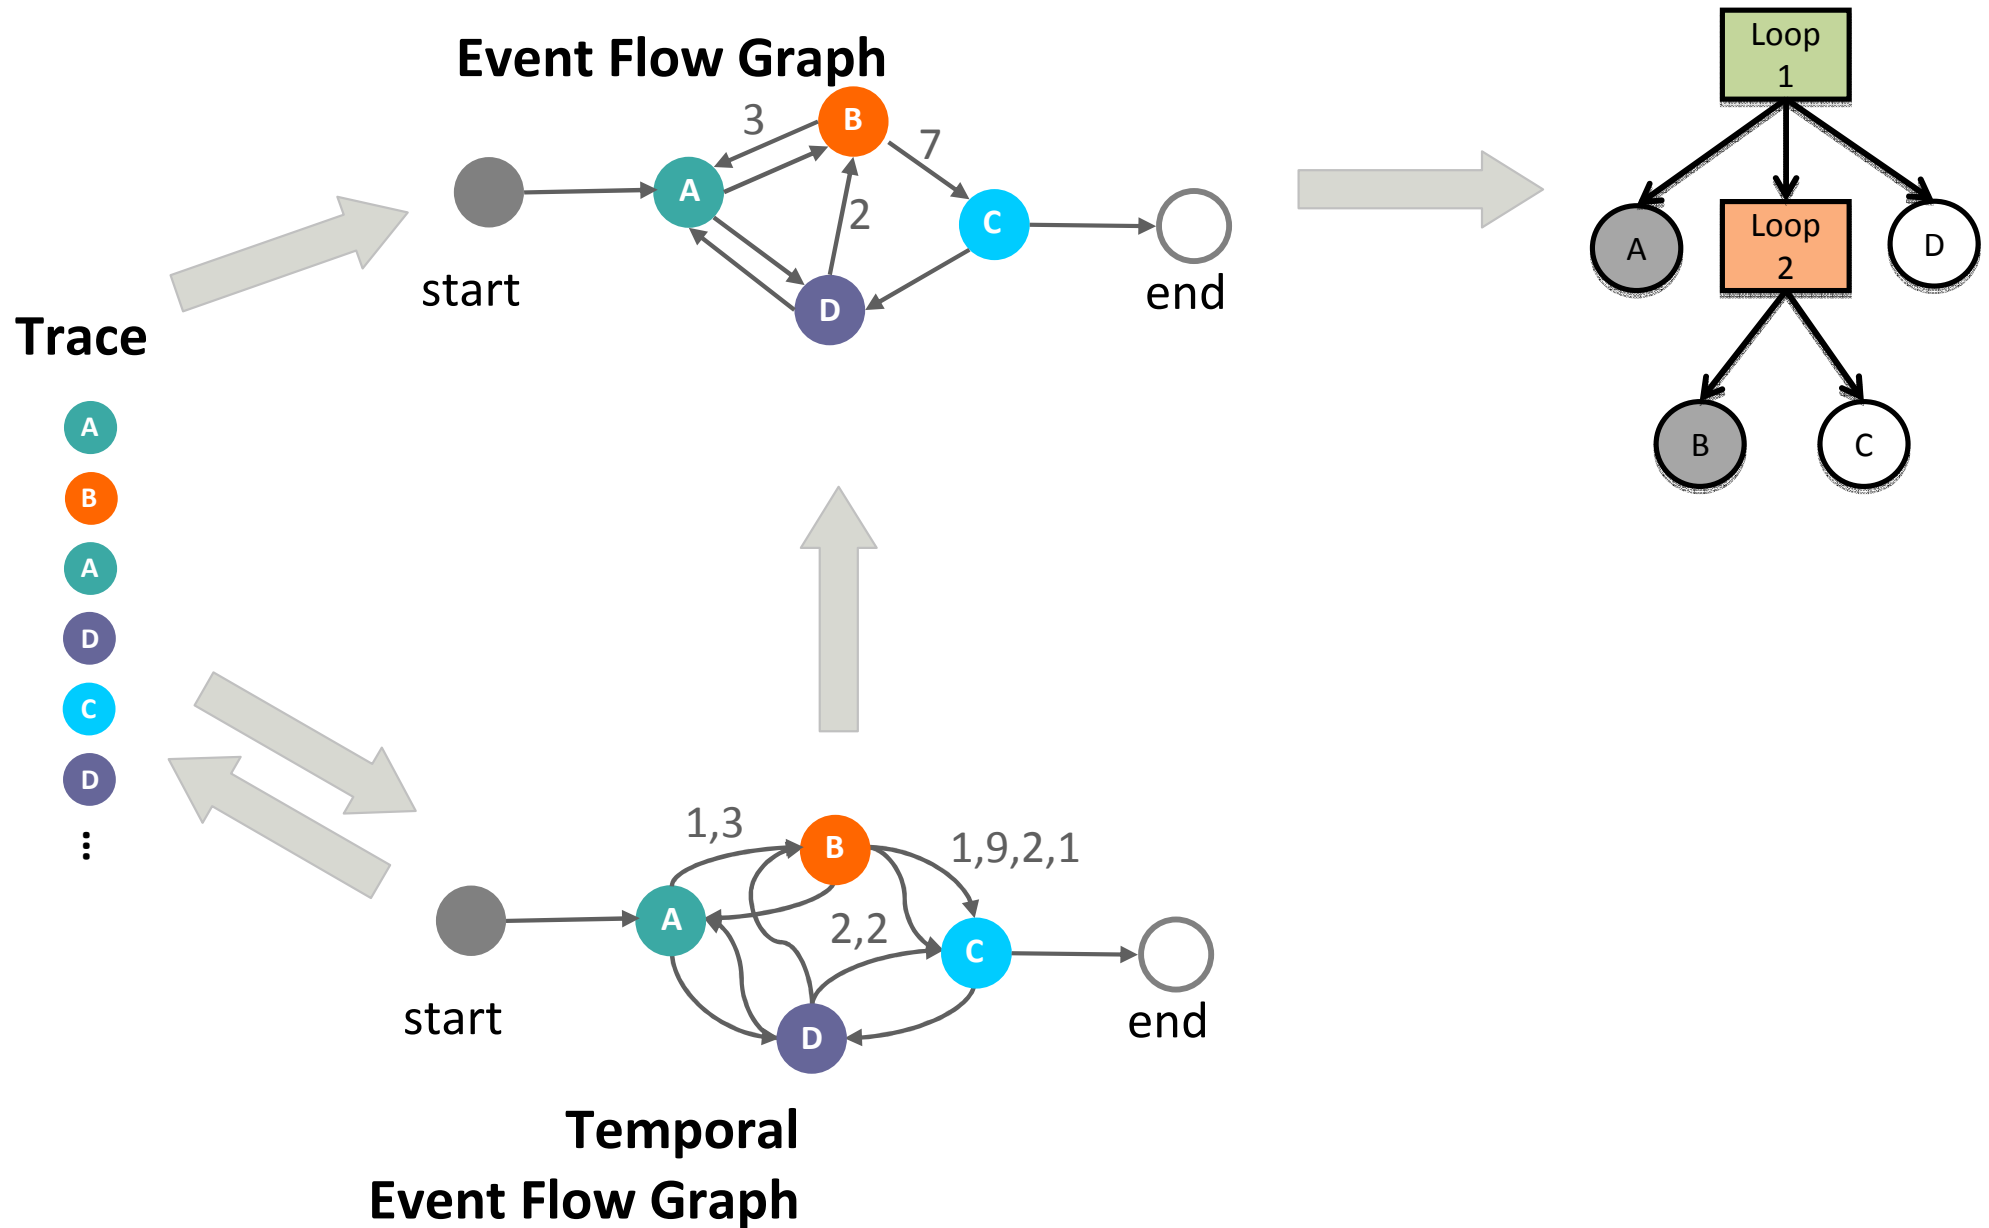 Event Flow Graph
3
B
7
A
2
C
D
start
end
Loop
1
A
Loop
2
D
B
C
Trace
A
B
A
D
C
D
⋮
1,3
B
1,9,2,1
A
2,2
C
D
start
end
Temporal
Event Flow Graph